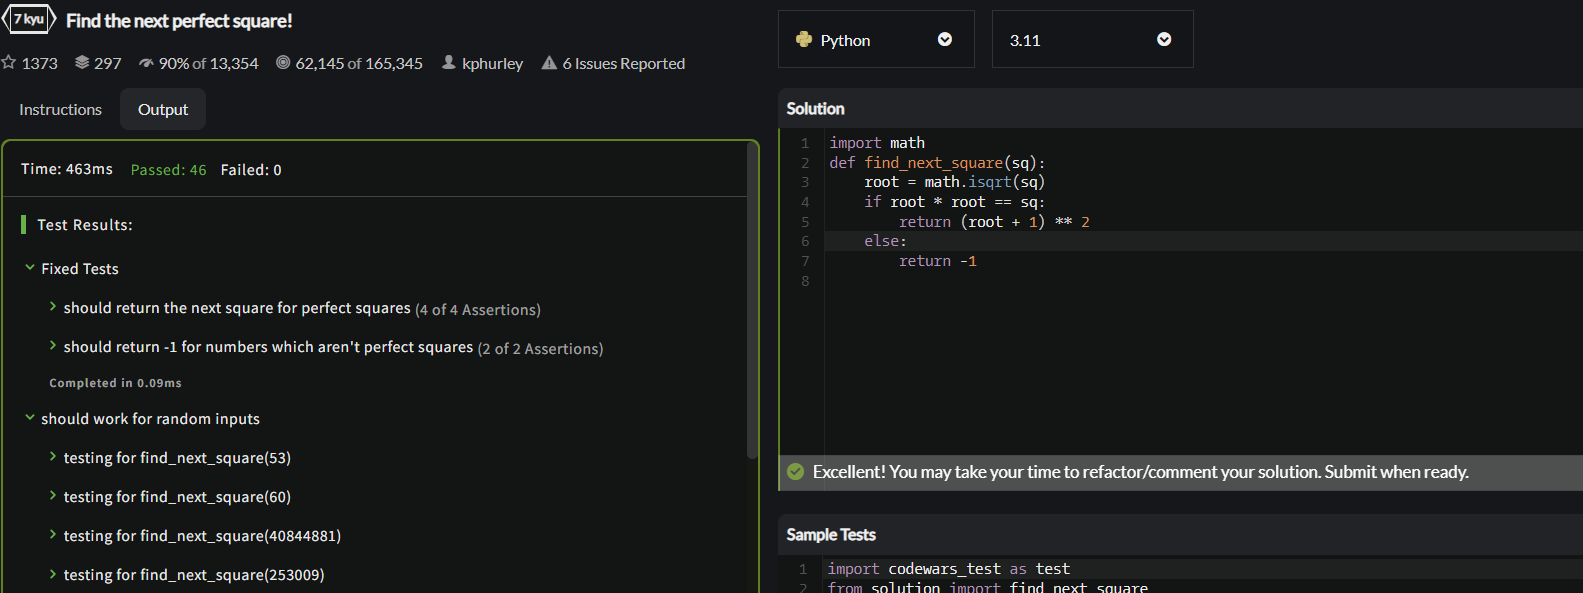 7 kyu Find the next perfect square!
1373 297 90% of 13,354 62,145 of 165,345 kphurley 6 Issues Reported
Instructions Output
Time: 463ms Passed: 46 Failed: 0
Test Results:
Fixed Tests
should return the next square for perfect squares (4 of 4 Assertions)
should return -1 for numbers which aren't perfect squares (2 of 2 Assertions)
Completed in 0.09ms
should work for random inputs
testing for find_next_square(53)
testing for find_next_square(60)
testing for find_next_square(40844881)
testing for find_next_square(253009)
Python 3.11
Solution
1 import math
2 def find_next_square(sq):
3 root = math.isqrt(sq)
4 if root * root == sq:
5 return (root + 1) ** 2
6 else:
7 return -1
8
Excellent! You may take your time to refactor/comment your solution. Submit when ready.
Sample Tests
1 import codewars_test as test
2 from solution import find_next_square